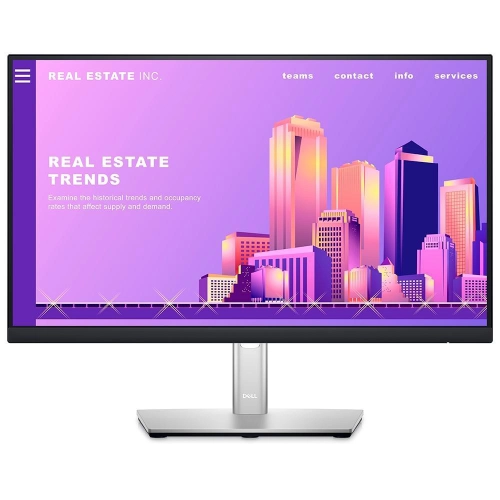 REAL ESTATE INC.
teams contact info services
REAL ESTATE
TRENDS
Examine the historical trends and occupancy
rates that affect supply and demand.
DELL